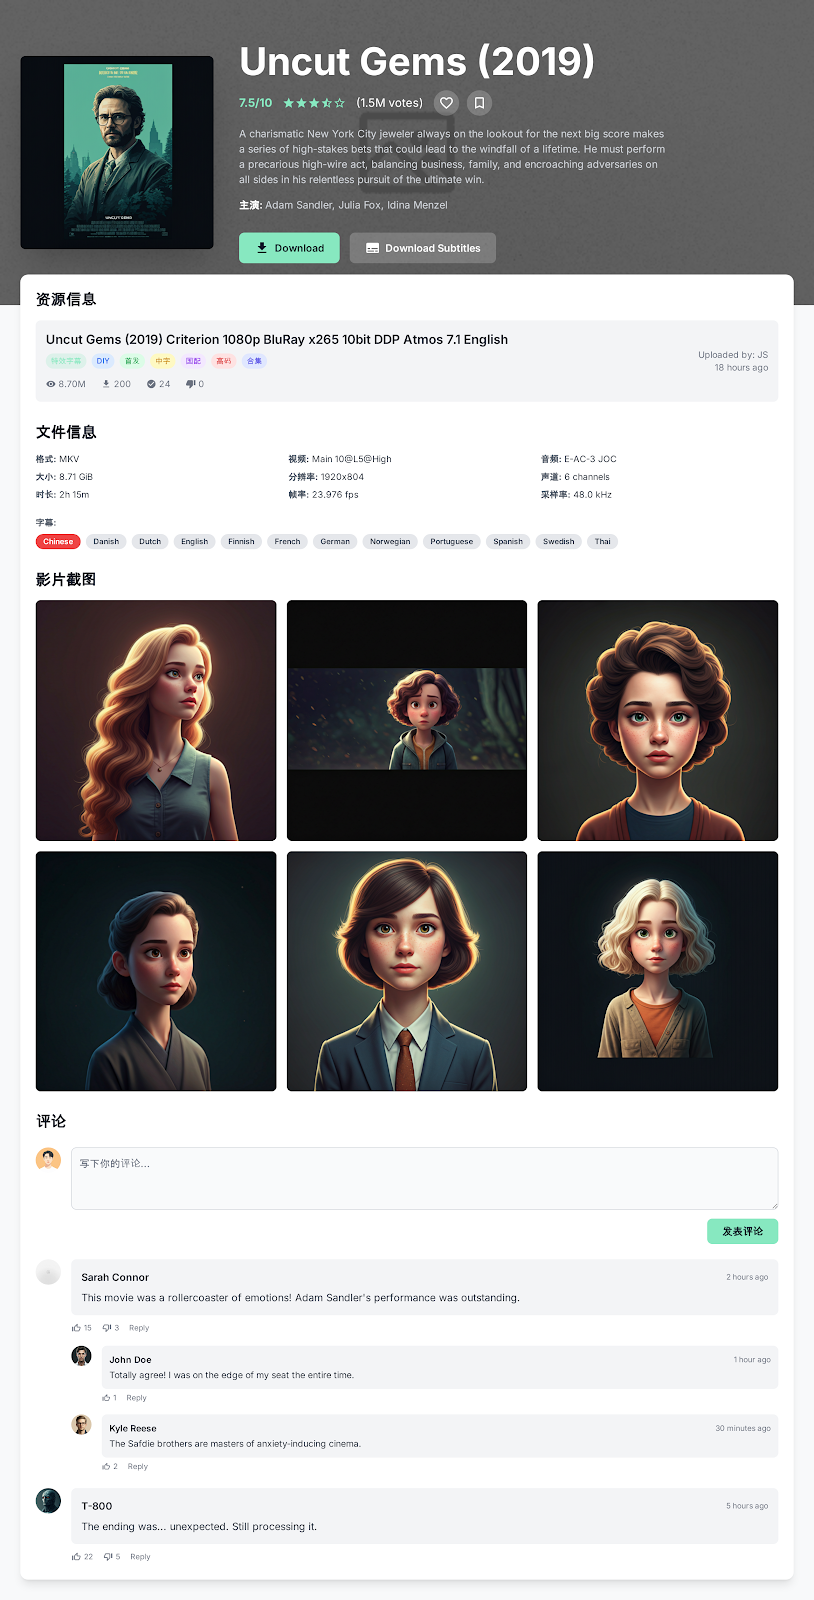 Uncut Gems (2019)
7.5/10 (1.5M votes)
A charismatic New York City jeweler always on the lookout for the next big score makes
a series of high-stakes bets that could lead to the windfall of a lifetime. He must perform
a precarious high-wire act, balancing business, family, and encroaching adversaries on
all sides in his relentless pursuit of the ultimate win.
主演: Adam Sandler, Julia Fox, Idina Menzel
Download Download Subtitles
资源信息
Uncut Gems (2019) Criterion 1080p BluRay x265 10bit DDP Atmos 7.1 English
特效字幕 DIY 首发 中字 国配 高码 合集
Uploaded by: JS
18 hours ago
8.70M 200 24 0
文件信息
格式: MKV 视频: Main 10@L5@High 音频: E-AC-3 JOC
大小: 8.71 GiB 分辨率: 1920x804 声道: 6 channels
时长: 2h 15m 帧率: 23.976 fps 采样率: 48.0 kHz
字幕:
Chinese Danish Dutch English Finnish French German Norwegian Portuguese Spanish Swedish Thai
影片截图
评论
写下你的评论...
发表评论
Sarah Connor 2 hours ago
This movie was a rollercoaster of emotions! Adam Sandler's performance was outstanding.
15 3 Reply
John Doe 1 hour ago
Totally agree! I was on the edge of my seat the entire time.
1 Reply
Kyle Reese 30 minutes ago
The Safdie brothers are masters of anxiety-inducing cinema.
2 Reply
T-800 5 hours ago
The ending was... unexpected. Still processing it.
22 5 Reply